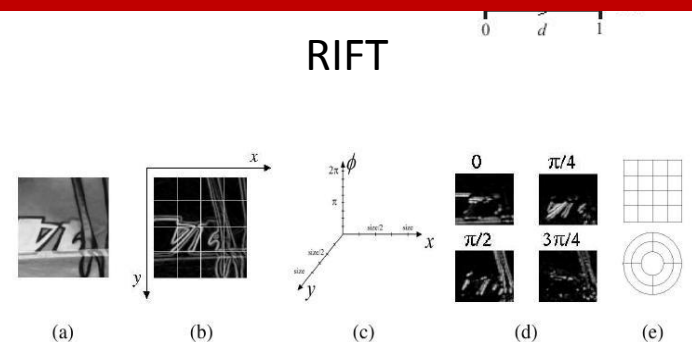 0 d 1
RIFT
x
y
2π ϕ
π
size/2 size x
size/2
size
y
0 π/4
π/2 3π/4
(a) (b) (c) (d) (e)